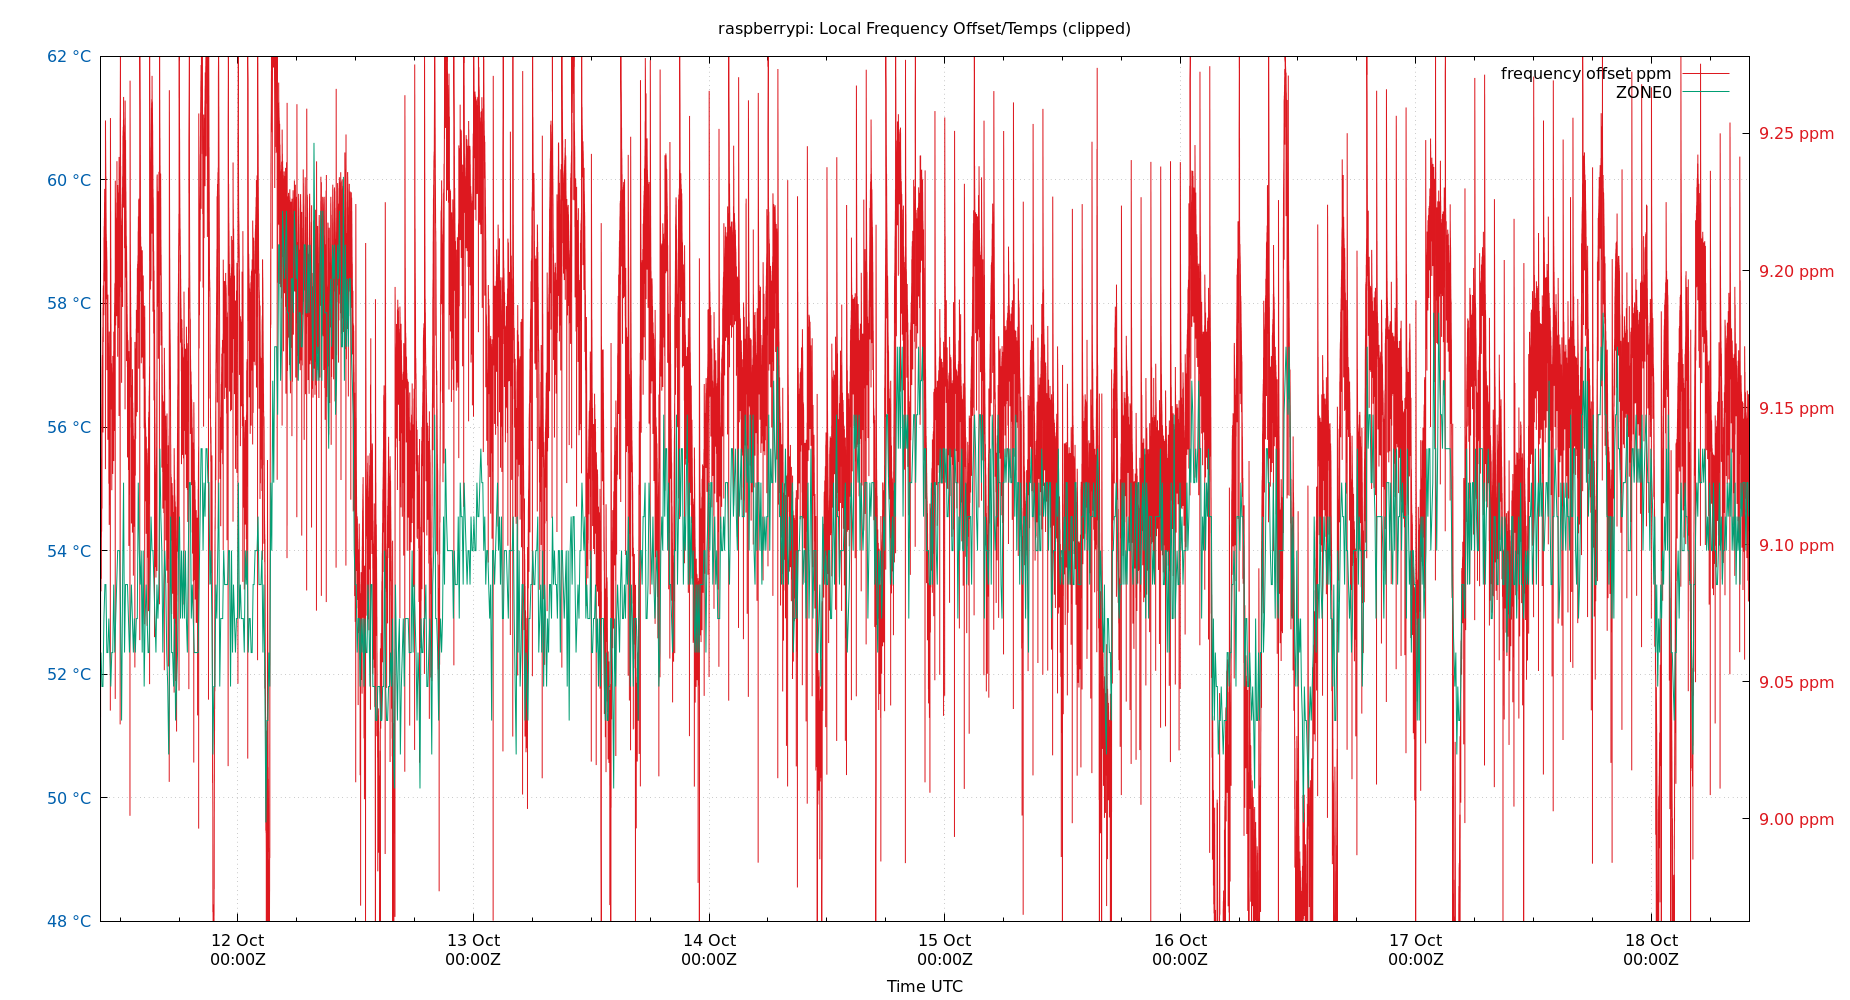 raspberrypi: Local Frequency Offset/Temps (clipped)
frequency offset ppm
ZONE0
62 °C
60 °C
58 °C
56 °C
54 °C
52 °C
50 °C
48 °C
9.25 ppm
9.20 ppm
9.15 ppm
9.10 ppm
9.05 ppm
9.00 ppm
12 Oct 13 Oct 14 Oct 15 Oct 16 Oct 17 Oct 18 Oct
00:00Z 00:00Z 00:00Z 00:00Z 00:00Z 00:00Z 00:00Z
Time UTC